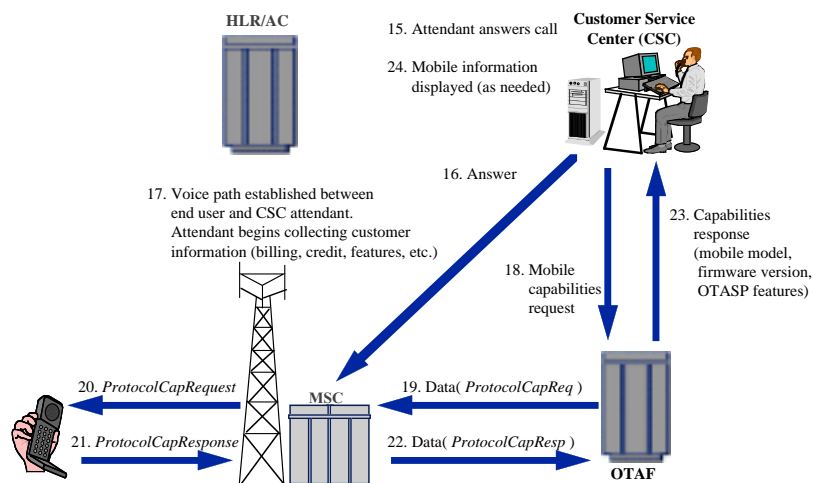 HLR/AC
15. Attendant answers call
24. Mobile information
displayed (as needed)
Customer Service
Center (CSC)
16. Answer
17. Voice path established between
end user and CSC attendant.
Attendant begins collecting customer
information (billing, credit, features, etc.)
18. Mobile
capabilities
request
23. Capabilities
response
(mobile model,
firmware version,
OTASP features)
20. ProtocolCapRequest
MSC
19. Data( ProtocolCapReq )
21. ProtocolCapResponse
22. Data( ProtocolCapResp )
OTAF